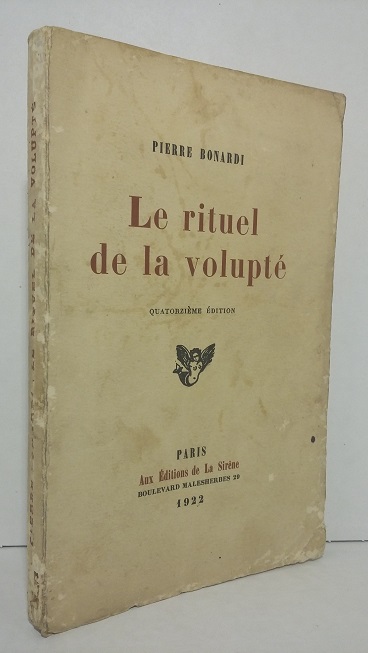 PIERRE BONARDI
Le rituel
de la volupté
QUATORZIÈME ÉDITION
PARIS
Aux Éditions de La Sirène
BOULEVARD MALESHERBES 29
1922